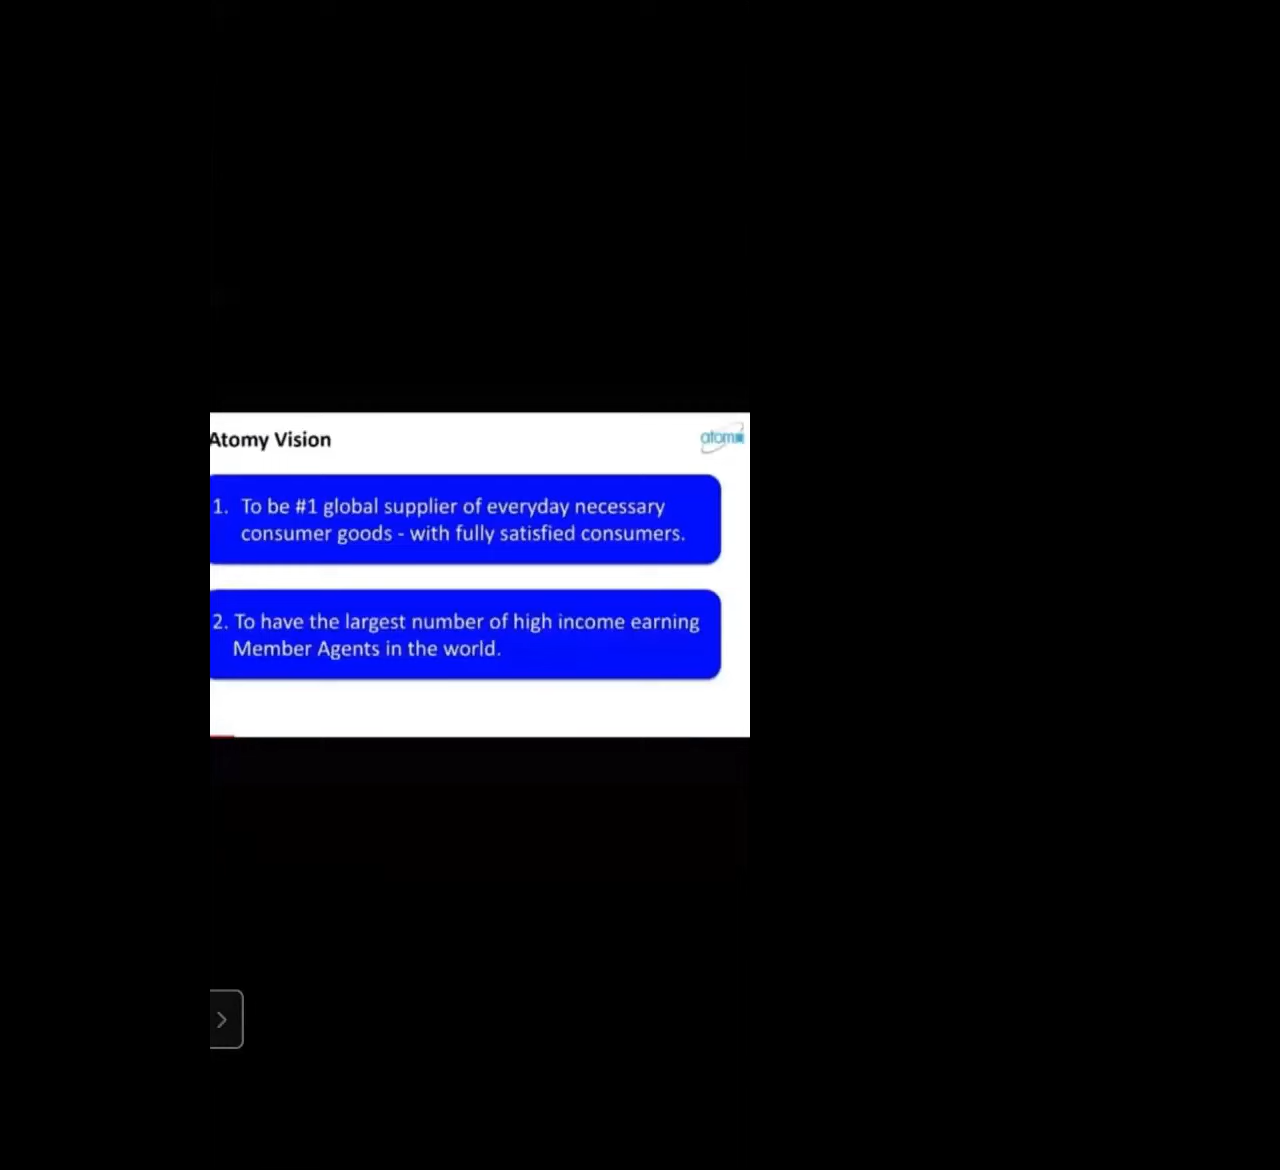 Atomy Vision
atom
1. To be #1 global supplier of everyday necessary
consumer goods - with fully satisfied consumers.
2. To have the largest number of high income earning
Member Agents in the world.